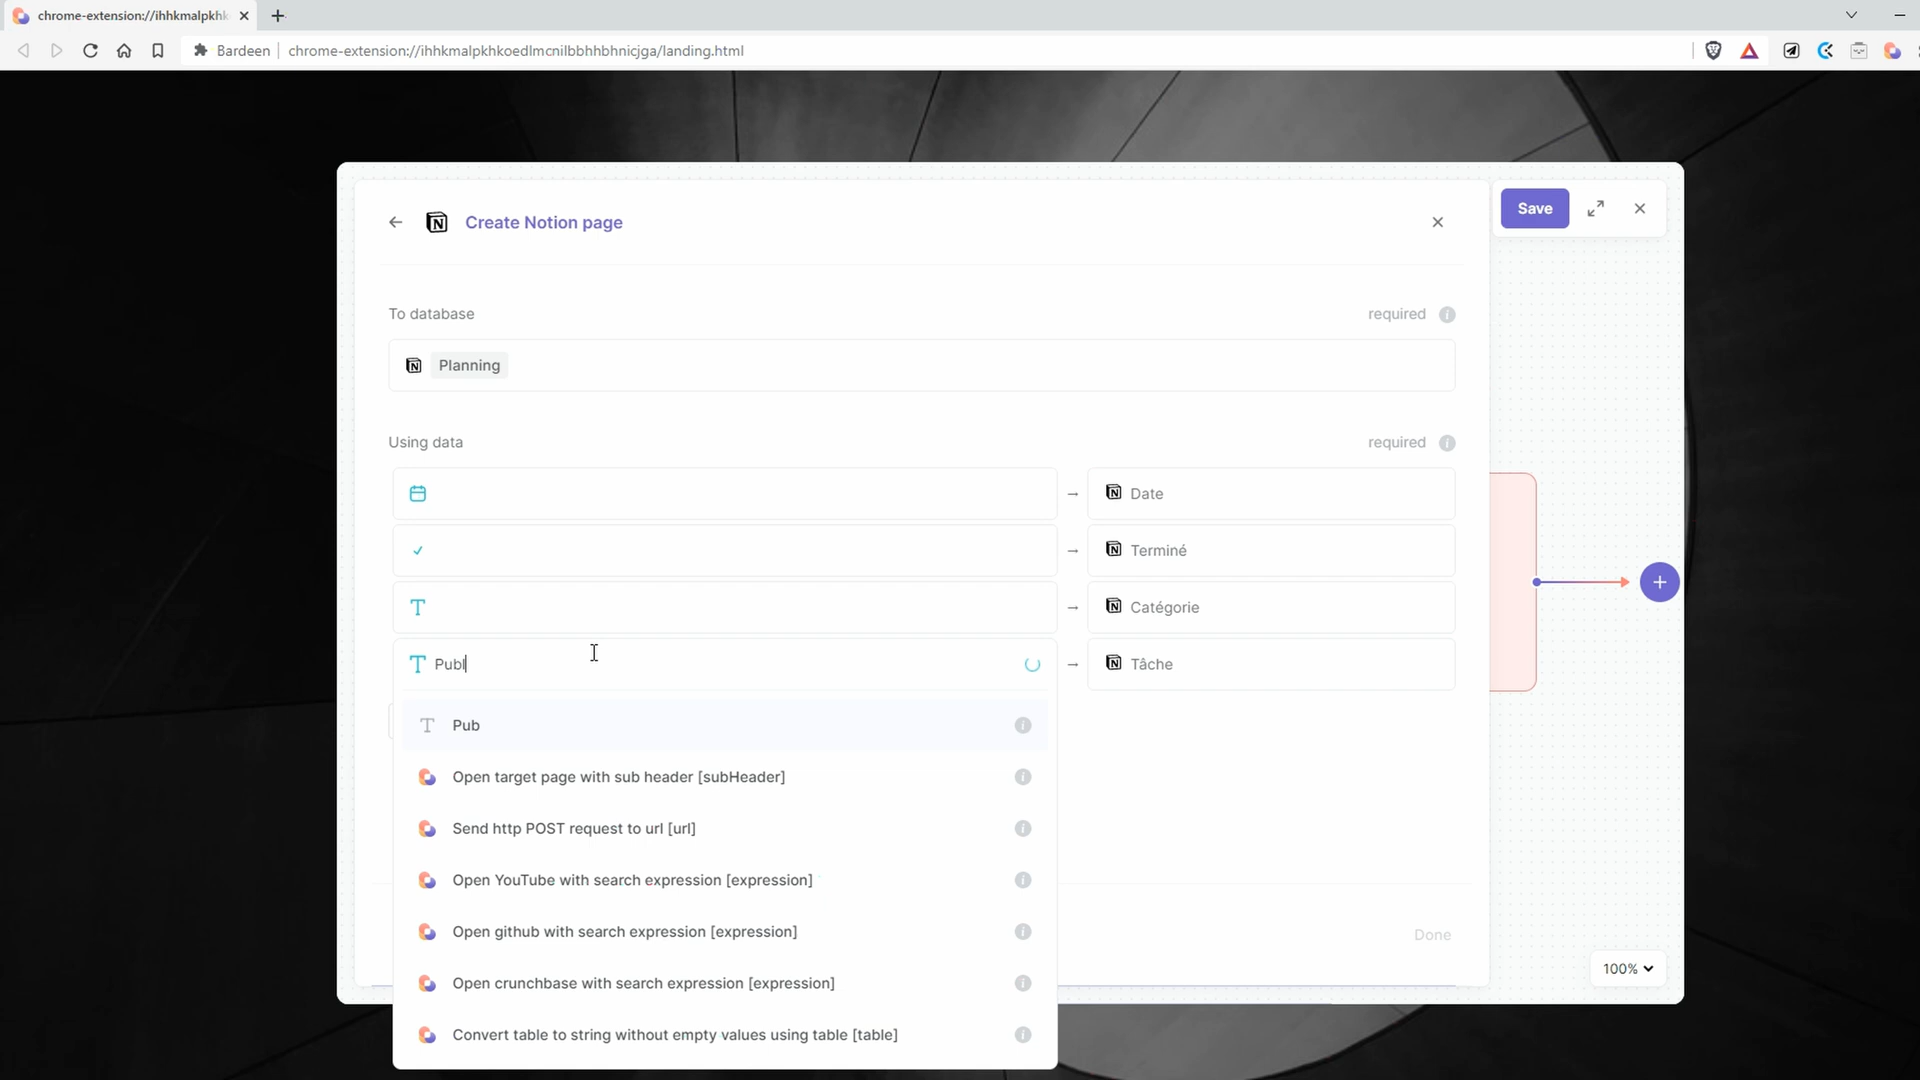 chrome-extension://ihhkmalpkhk
Bardeen
chrome-extension://ihhkmalpkhkoedlmcnilbbhhbhnicjga/landing.html
Create Notion page
Save
To database
required
Planning
Using data
required
Date
Terminé
Catégorie
Publ
Tâche
Pub
Open target page with sub header [subHeader]
Send http POST request to url [url]
Open YouTube with search expression [expression]
Open github with search expression [expression]
Done
100%
Open crunchbase with search expression [expression]
Convert table to string without empty values using table [table]